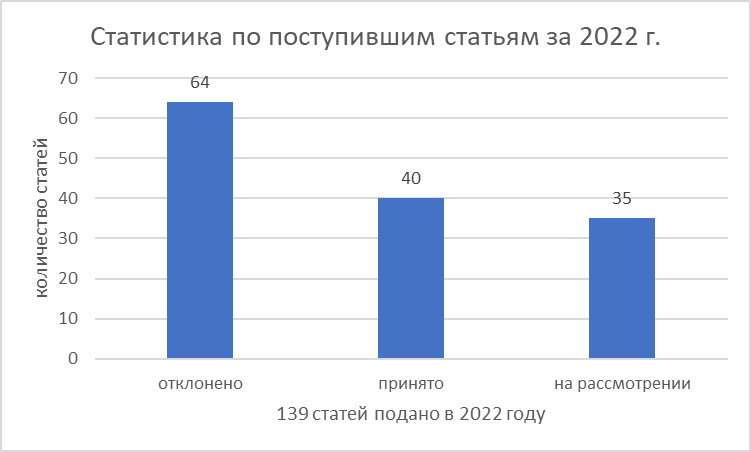 Статистика по поступившим статьям за 2022 г.
количество статей
70
60
50
40
30
20
10
0
64
40
35
отклонено
принято
на рассмотрении
139 статей подано в 2022 году